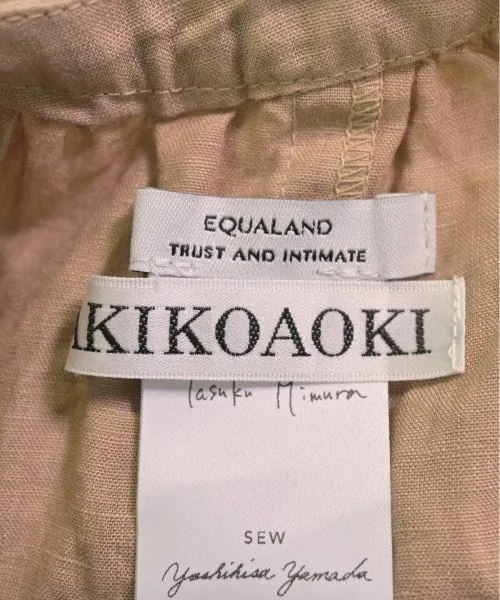 EQUALAND
TRUST AND INTIMATE
AKIKOAOKI
Tasuku Mimura
SEW
Yoshihisa Yamada